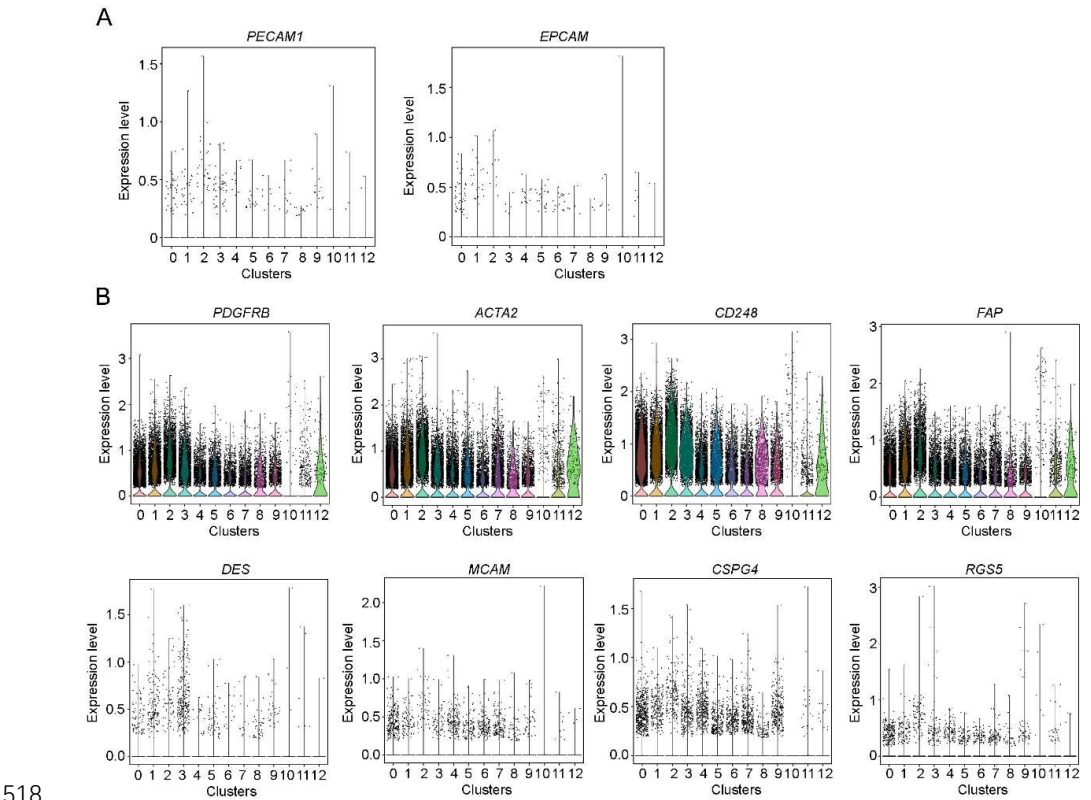 A
PECAM1 EPCAM
Expression level
1.5
1.0
0.5
0
0 1 2 3 4 5 6 7 8 9 10 11 12
Clusters
Expression level
1.5
1.0
0.5
0
0 1 2 3 4 5 6 7 8 9 10 11 12
Clusters
B
PDGFRB ACTA2 CD248 FAP
Expression level
3
2
1
0
0 1 2 3 4 5 6 7 8 9 10 11 12
Clusters
Expression level
3
2
1
0
0 1 2 3 4 5 6 7 8 9 10 11 12
Clusters
Expression level
3
2
1
0
0 1 2 3 4 5 6 7 8 9 10 11 12
Clusters
Expression level
3
2
1
0
0 1 2 3 4 5 6 7 8 9 10 11 12
Clusters
DES MCAM CSPG4 RGS5
Expression level
1.5
1.0
0.5
0.0
0 1 2 3 4 5 6 7 8 9 10 11 12
Clusters
Expression level
2.0
1.5
1.0
0.5
0.0
0 1 2 3 4 5 6 7 8 9 10 11 12
Clusters
Expression level
1.5
1.0
0.5
0.0
0 1 2 3 4 5 6 7 8 9 10 11 12
Clusters
Expression level
3
2
1
0
0 1 2 3 4 5 6 7 8 9 10 11 12
Clusters
518